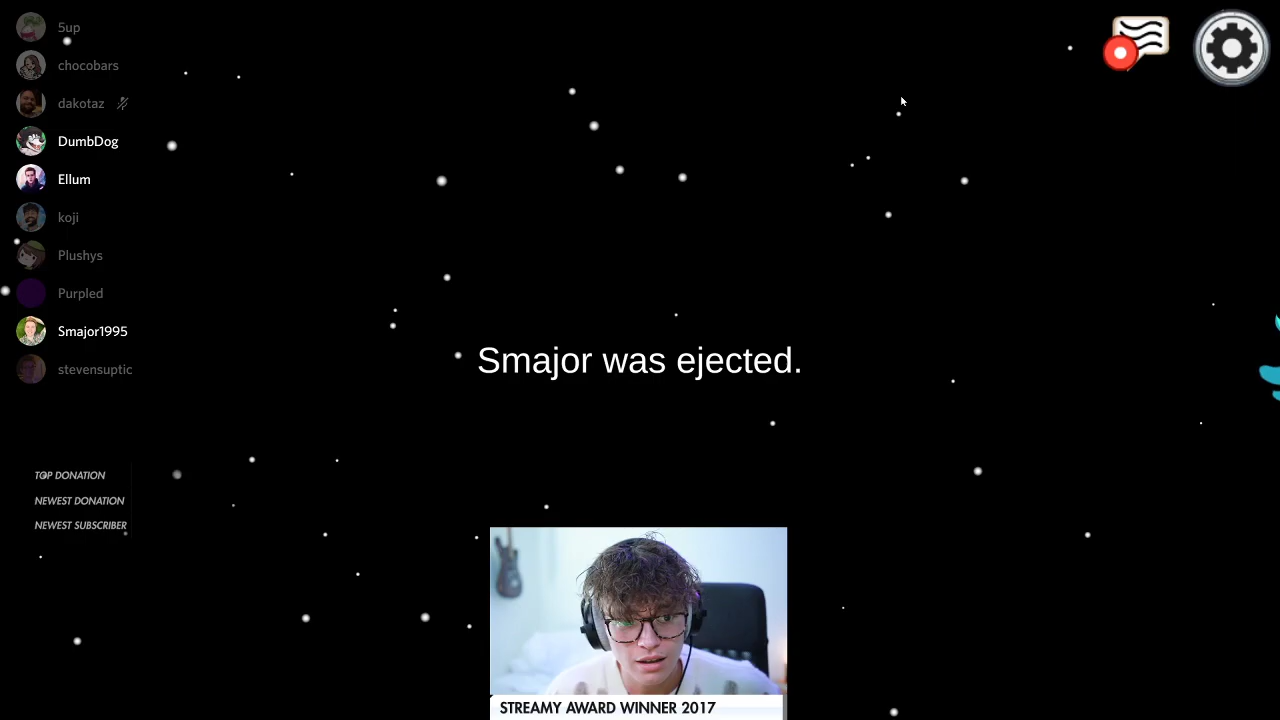 5up
chocobars
dakotaz
DumbDog
Ellum
koji
Plushys
Purpled
Smajor1995
stevensuptic
Smajor was ejected.
TOP DONATION
NEWEST DONATION
NEWEST SUBSCRIBER
STREAMY AWARD WINNER 2017